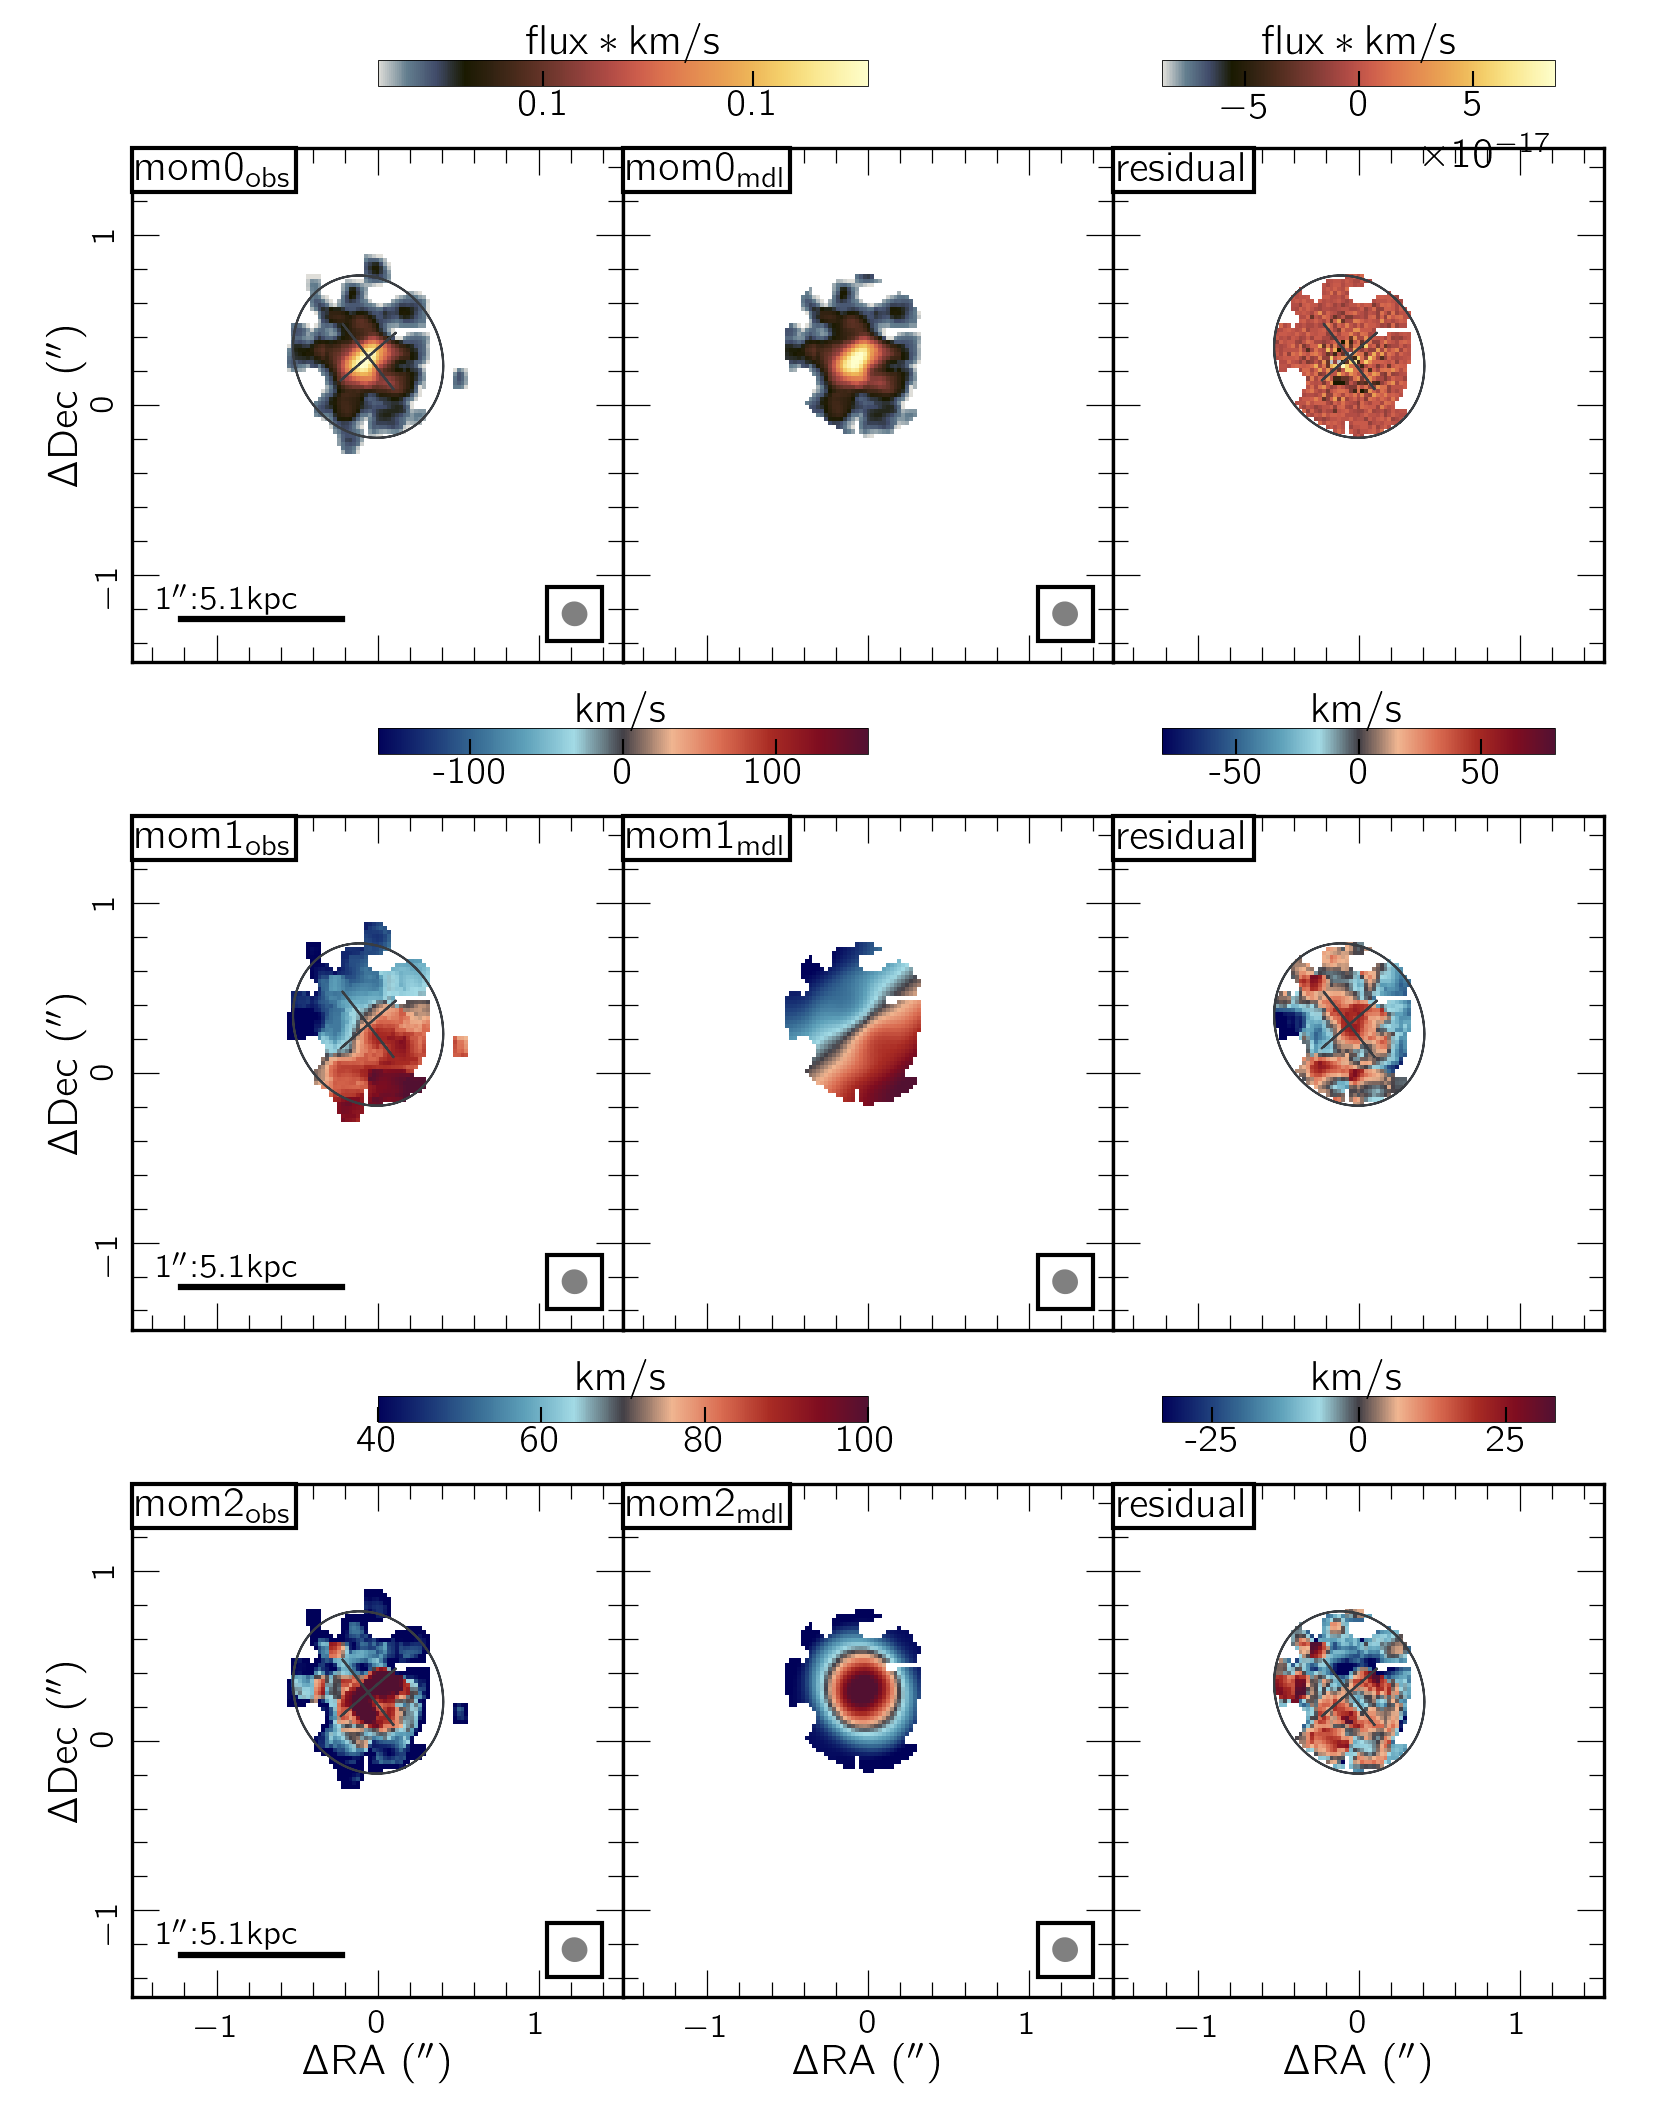 flux ∗ km/s flux ∗ km/s
0.1 0.1 −5 0 5
×10⁻¹⁷
mom0obs mom0mdl residual
1
0
−1
ΔDec (″)
1″:5.1kpc
km/s km/s
-100 0 100 -50 0 50
mom1obs mom1mdl residual
1
0
−1
ΔDec (″)
1″:5.1kpc
km/s km/s
40 60 80 100 -25 0 25
mom2obs mom2mdl residual
1
0
−1
ΔDec (″)
1″:5.1kpc
−1 0 1 −1 0 1 −1 0 1
ΔRA (″) ΔRA (″) ΔRA (″)